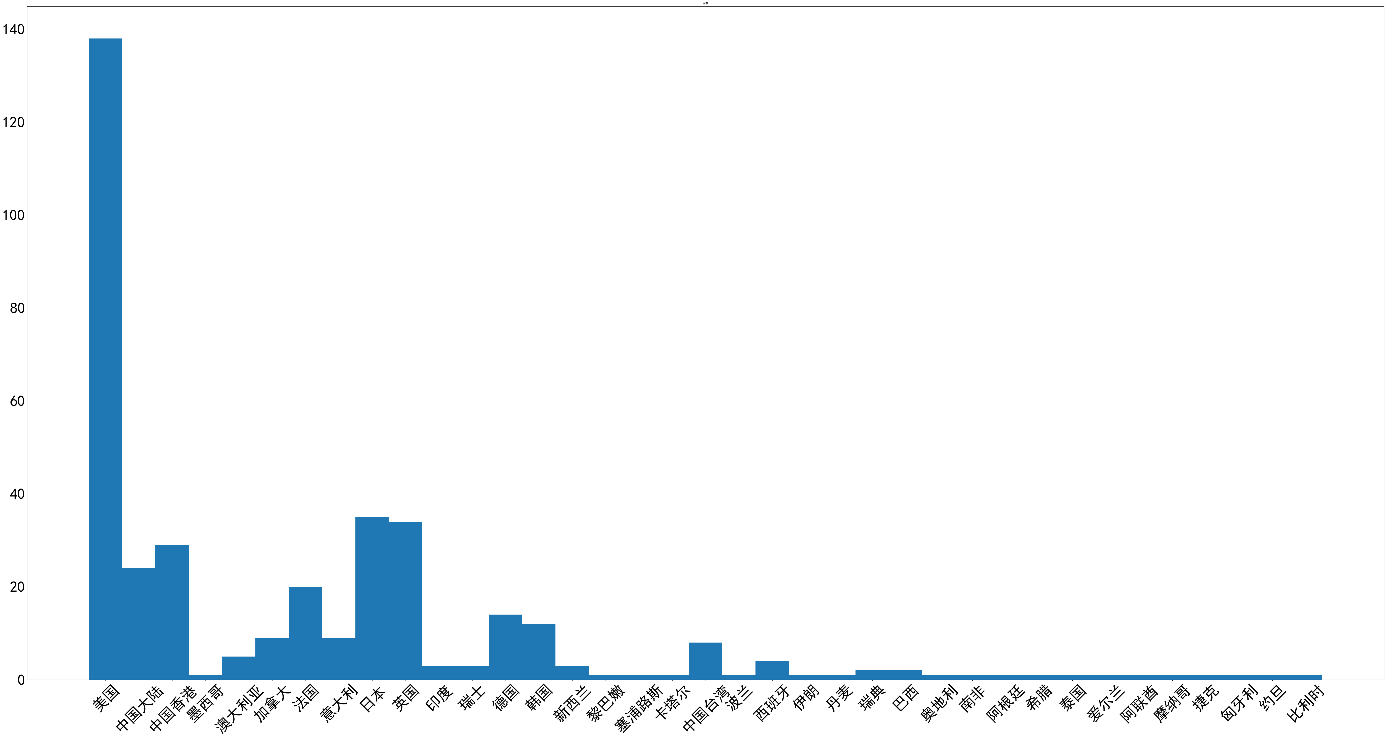 140
120
100
80
60
40
20
0
美国
中国大陆
中国香港
墨西哥
澳大利亚
加拿大
法国
意大利
日本
英国
印度
瑞士
德国
韩国
新西兰
黎巴嫩
塞浦路斯
卡塔尔
中国台湾
波兰
西班牙
伊朗
丹麦
瑞典
巴西
奥地利
南非
阿根廷
希腊
泰国
爱尔兰
阿联酋
摩纳哥
捷克
匈牙利
约旦
比利时